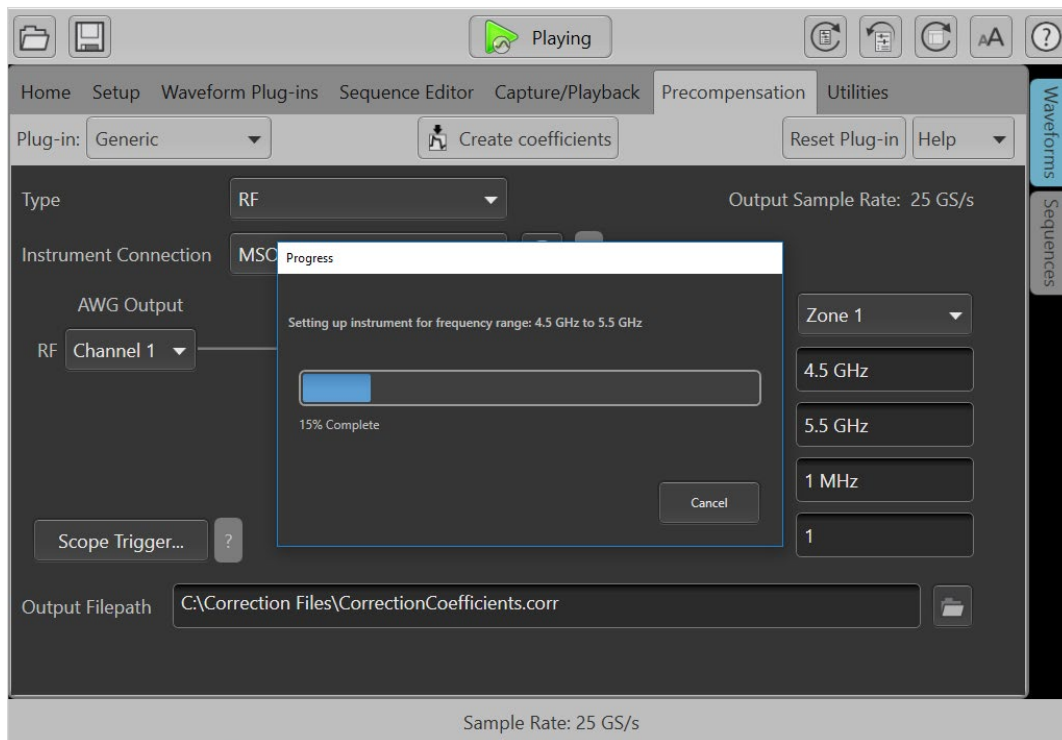 Playing
AA
?
Home Setup Waveform Plug-ins Sequence Editor Capture/Playback Precompensation Utilities
Waveforms
Sequences
Plug-in: Generic Create coefficients Reset Plug-in Help
Type RF Output Sample Rate: 25 GS/s
Instrument Connection MSO
Progress
Setting up instrument for frequency range: 4.5 GHz to 5.5 GHz
15% Complete
Cancel
AWG Output
RF Channel 1
Zone 1
4.5 GHz
5.5 GHz
1 MHz
1
Scope Trigger... ?
Output Filepath C:\Correction Files\CorrectionCoefficients.corr
Sample Rate: 25 GS/s